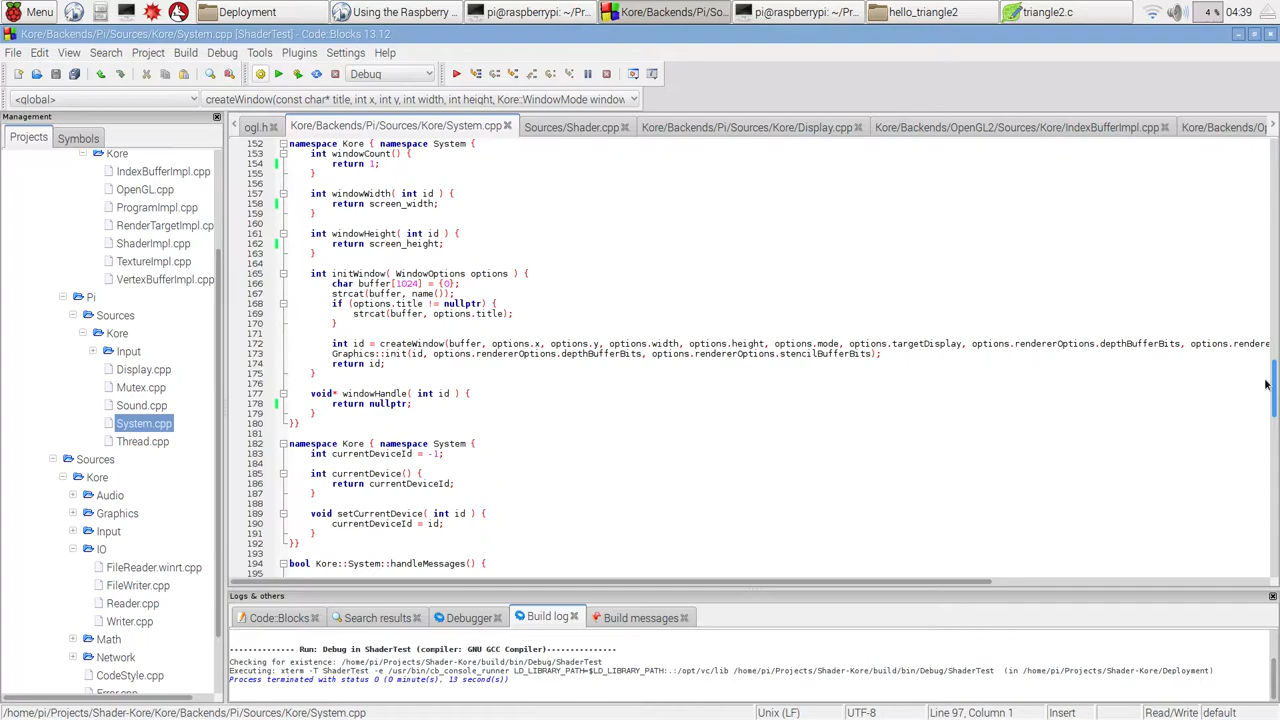 Menu
Deployment
Using the Raspberry ...
pi@raspberrypi: ~/Pr...
Kore/Backends/Pi/So...
pi@raspberrypi: ~/Pr...
hello_triangle2
triangle2.c
4 %
04:39
Kore/Backends/Pi/Sources/Kore/System.cpp [ShaderTest] - Code::Blocks 13.12
File Edit View Search Project Build Debug Tools Plugins Settings Help
Debug
<global>
createWindow(const char* title, int x, int y, int width, int height, Kore::WindowMode window
Management
Projects
Symbols
Kore
IndexBufferImpl.cpp
OpenGL.cpp
ProgramImpl.cpp
RenderTargetImpl.cp
ShaderImpl.cpp
TextureImpl.cpp
VertexBufferImpl.cpp
Pi
Sources
Kore
Input
Display.cpp
Mutex.cpp
Sound.cpp
System.cpp
Thread.cpp
Sources
Kore
Audio
Graphics
Input
IO
FileReader.winrt.cpp
FileWriter.cpp
Reader.cpp
Writer.cpp
Math
Network
CodeStyle.cpp
Error.cpp
ogl.h
Kore/Backends/Pi/Sources/Kore/System.cpp
Sources/Shader.cpp
Kore/Backends/Pi/Sources/Kore/Display.cpp
Kore/Backends/OpenGL2/Sources/Kore/IndexBufferImpl.cpp
Kore/Backends/Op
152 namespace Kore { namespace System {
153 int windowCount() {
154 return 1;
155 }
156
157 int windowWidth( int id ) {
158 return screen_width;
159 }
160
161 int windowHeight( int id ) {
162 return screen_height;
163 }
164
165 int initWindow( WindowOptions options ) {
166 char buffer[1024] = {0};
167 strcat(buffer, name());
168 if (options.title != nullptr) {
169 strcat(buffer, options.title);
170 }
171
172 int id = createWindow(buffer, options.x, options.y, options.width, options.height, options.mode, options.targetDisplay, options.rendererOptions.depthBufferBits, options.rendere
173 Graphics::init(id, options.rendererOptions.depthBufferBits, options.rendererOptions.stencilBufferBits);
174 return id;
175 }
176
177 void* windowHandle( int id ) {
178 return nullptr;
179 }
180 }}
181
182 namespace Kore { namespace System {
183 int currentDeviceId = -1;
184
185 int currentDevice() {
186 return currentDeviceId;
187 }
188
189 void setCurrentDevice( int id ) {
190 currentDeviceId = id;
191 }
192 }}
193
194 bool Kore::System::handleMessages() {
195
Logs & others
Code::Blocks
Search results
Debugger
Build log
Build messages
-------------- Run: Debug in ShaderTest (compiler: GNU GCC Compiler)---------------
Checking for existence: /home/pi/Projects/Shader-Kore/build/bin/Debug/ShaderTest
Executing: xterm -T ShaderTest -e /usr/bin/cb_console_runner LD_LIBRARY_PATH=$LD_LIBRARY_PATH:.:/opt/vc/lib /home/pi/Projects/Shader-Kore/build/bin/Debug/ShaderTest (in /home/pi/Projects/Shader-Kore/Deployment)
Process terminated with status 0 (0 minute(s), 13 second(s))
/home/pi/Projects/Shader-Kore/Kore/Backends/Pi/Sources/Kore/System.cpp
Unix (LF)
UTF-8
Line 97, Column 1
Insert
Read/Write
default